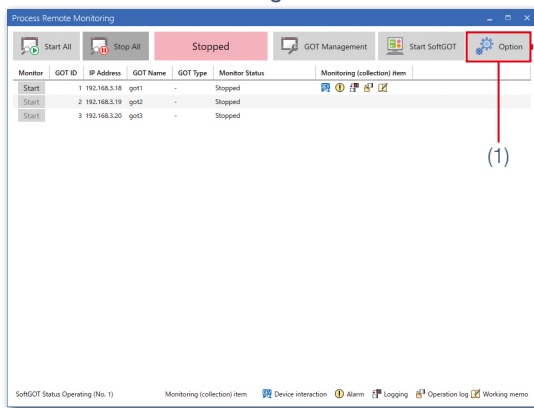 Process Remote Monitoring
Start All Stop All Stopped GOT Management Start SoftGOT Option
Monitor GOT ID IP Address GOT Name GOT Type Monitor Status Monitoring (collection) item
Start 1 192.168.3.18 got1 - Stopped
Start 2 192.168.3.19 got2 - Stopped
Start 3 192.168.3.20 got3 - Stopped
(1)
SoftGOT Status Operating (No. 1) Monitoring (collection) item Device interaction Alarm Logging Operation log Working memo